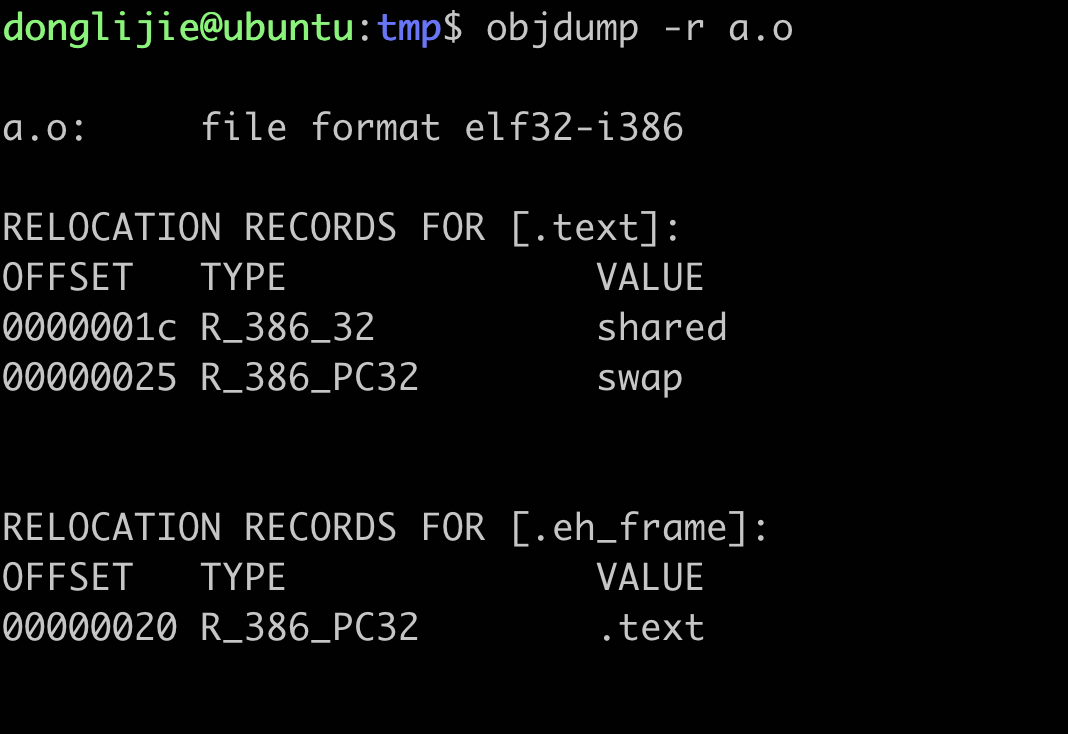 donglijie@ubuntu:tmp$ objdump -r a.o
a.o:     file format elf32-i386
RELOCATION RECORDS FOR [.text]:
OFFSET   TYPE              VALUE
0000001c R_386_32          shared
00000025 R_386_PC32        swap
RELOCATION RECORDS FOR [.eh_frame]:
OFFSET   TYPE              VALUE
00000020 R_386_PC32        .text